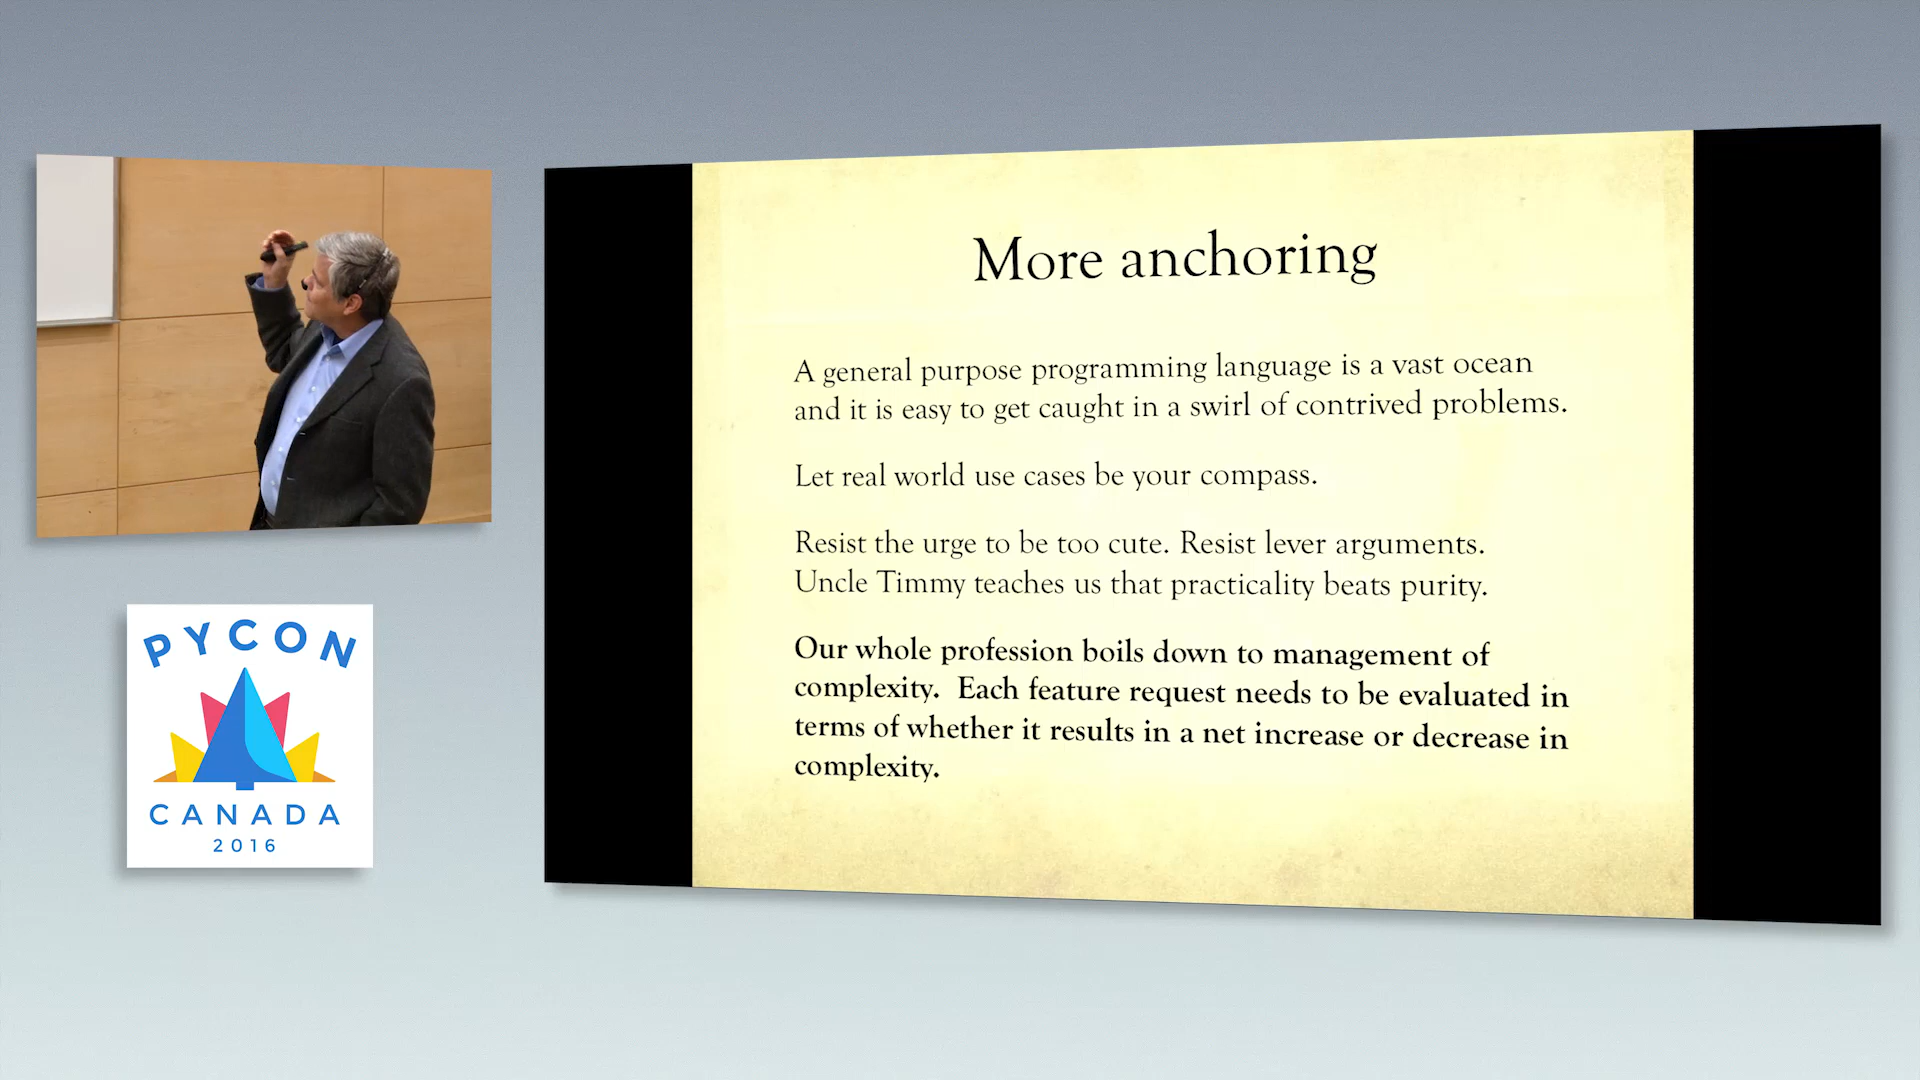 More anchoring
A general purpose programming language is a vast ocean
and it is easy to get caught in a swirl of contrived problems.
Let real world use cases be your compass.
Resist the urge to be too cute. Resist lever arguments.
Uncle Timmy teaches us that practicality beats purity.
Our whole profession boils down to management of
complexity.  Each feature request needs to be evaluated in
terms of whether it results in a net increase or decrease in
complexity.
PYCON
CANADA
2016